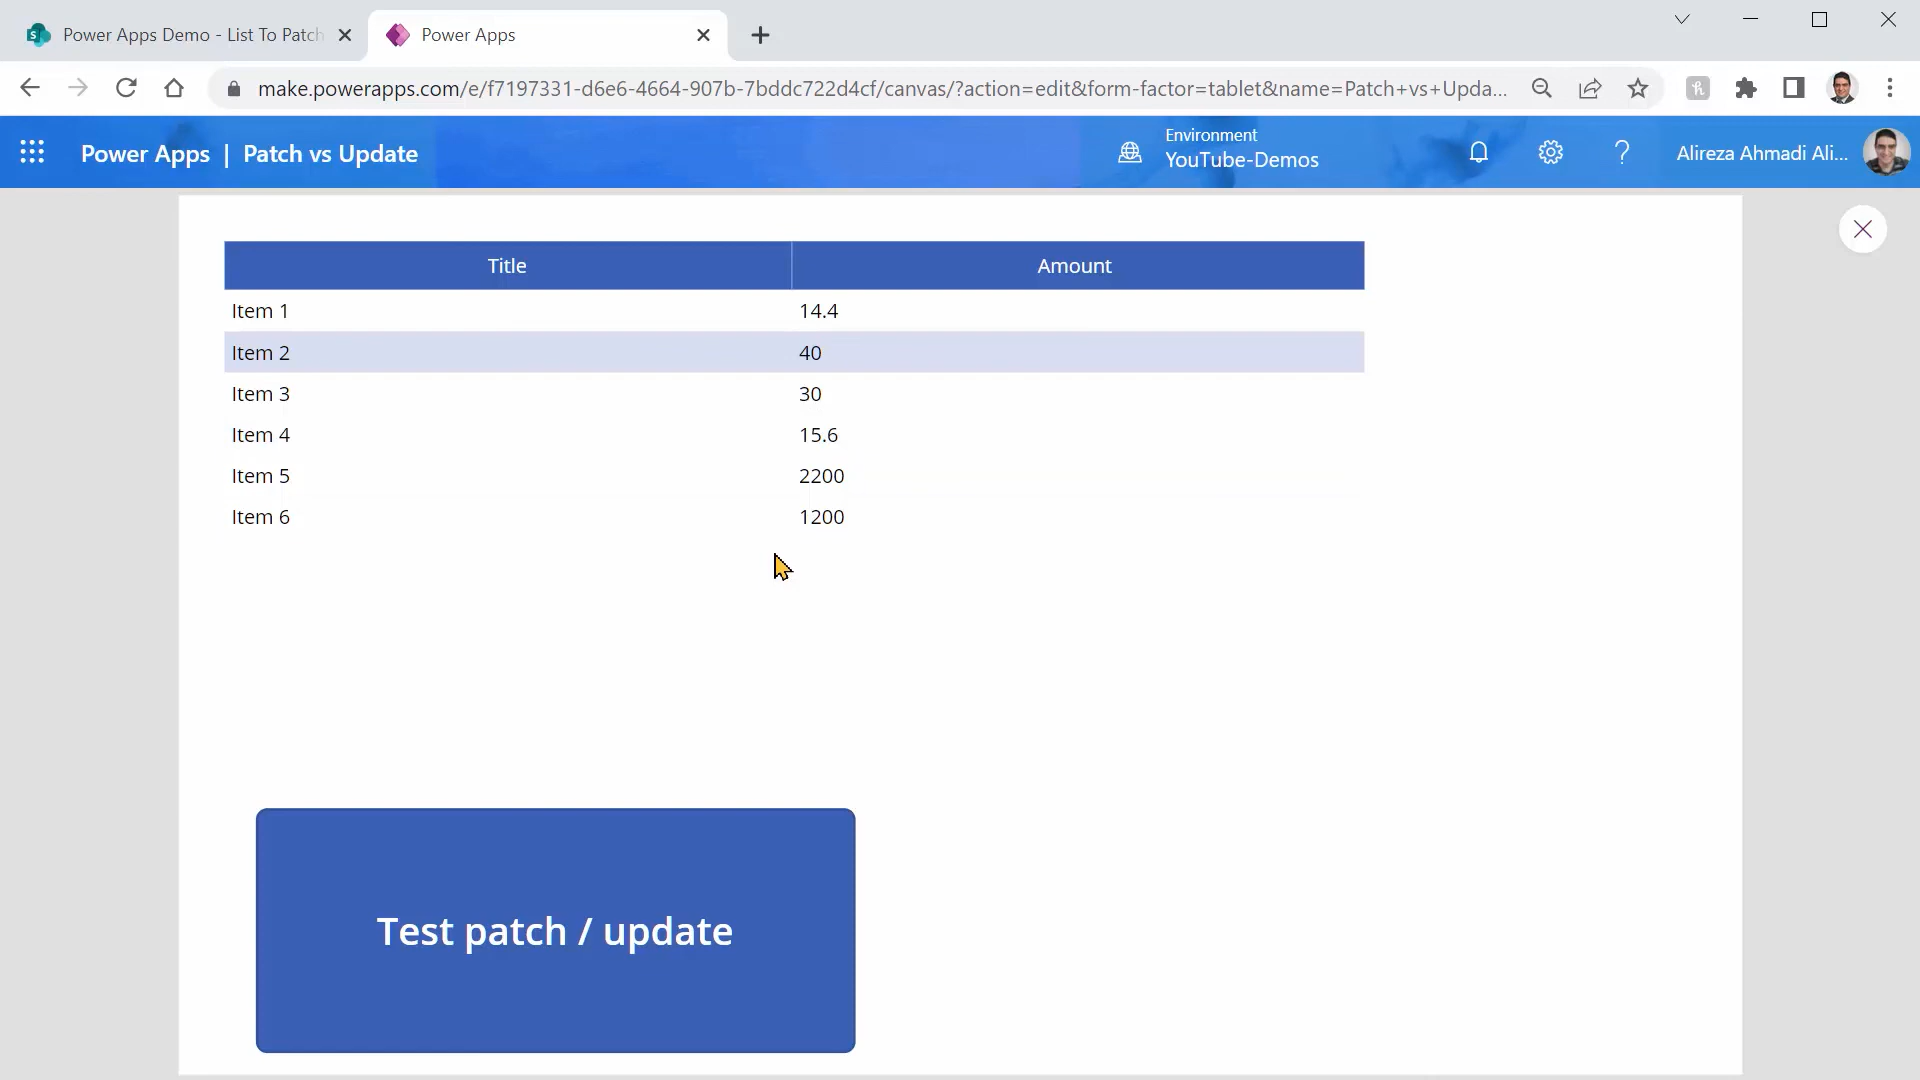 Power Apps Demo - List To Patch
Power Apps
make.powerapps.com/e/f7197331-d6e6-4664-907b-7bddc722d4cf/canvas/?action=edit&form-factor=tablet&name=Patch+vs+Upda...
Power Apps | Patch vs Update
Environment
YouTube-Demos
Alireza Ahmadi Ali...
Title Amount
Item 1 14.4
Item 2 40
Item 3 30
Item 4 15.6
Item 5 2200
Item 6 1200
Test patch / update